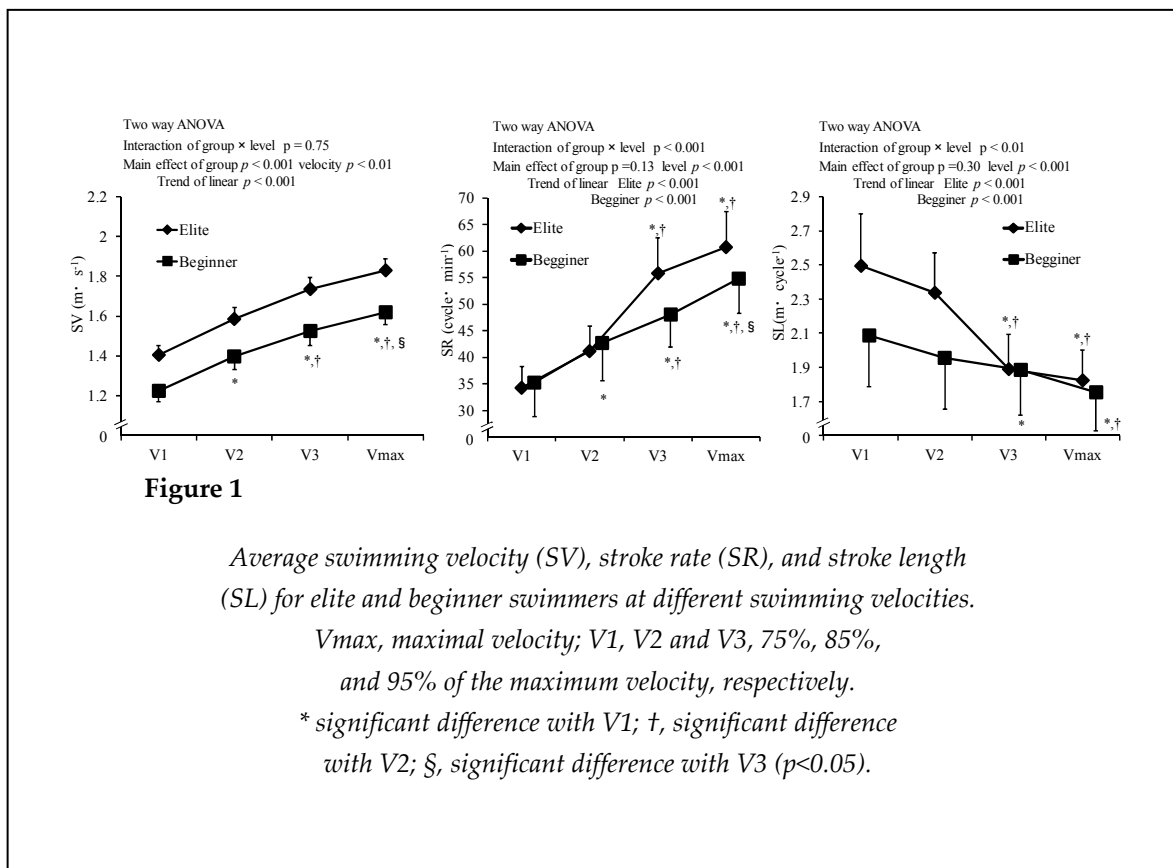 Two way ANOVA
Interaction of group × level p = 0.75
Main effect of group p < 0.001 velocity p < 0.01
Trend of linear p < 0.001
2.2
2
1.8
1.6
1.4
1.2
0
SV (m· s⁻¹)
Elite
Beginner
*
*,†
*,†, §
V1 V2 V3 Vmax
Two way ANOVA
Interaction of group × level p < 0.001
Main effect of group p =0.13 level p < 0.001
Trend of linear Elite p < 0.001
Begginer p < 0.001
70
65
60
55
50
45
40
35
30
0
SR (cycle· min⁻¹)
Elite
Begginer
*,†
*,†
*
*,†
*,†, §
V1 V2 V3 Vmax
Two way ANOVA
Interaction of group × level p < 0.01
Main effect of group p =0.30 level p < 0.001
Trend of linear Elite p < 0.001
Begginer p < 0.001
2.9
2.7
2.5
2.3
2.1
1.9
1.7
0
SL(m· cycle⁻¹)
Elite
Begginer
*,†
*,†
*
*,†
V1 V2 V3 Vmax
Figure 1
Average swimming velocity (SV), stroke rate (SR), and stroke length
(SL) for elite and beginner swimmers at different swimming velocities.
Vmax, maximal velocity; V1, V2 and V3, 75%, 85%,
and 95% of the maximum velocity, respectively.
* significant difference with V1; †, significant difference
with V2; §, significant difference with V3 (p<0.05).